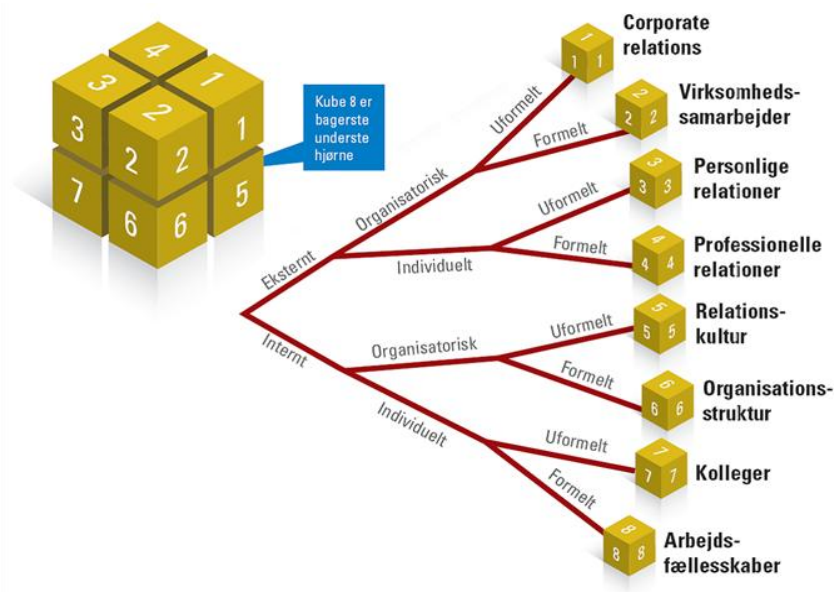 4
3
1
2
3
2
2
1
7
6
6
5
Kube 8 er
bagerste
underste
hjørne
Eksternt
Internt
Organisatorisk
Individuelt
Organisatorisk
Individuelt
Uformelt
Formelt
Uformelt
Formelt
Uformelt
Formelt
Uformelt
Formelt
1
1 1
Corporate
relations
2
2 2
Virksomheds-
samarbejder
3
3 3
Personlige
relationer
4
4 4
Professionelle
relationer
5
5 5
Relations-
kultur
6
6 6
Organisations-
struktur
7
7 7
Kolleger
8
8 8
Arbejds-
fællesskaber